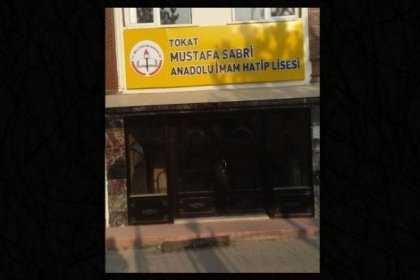 TOKAT
MUSTAFA SABRİ
ANADOLU İMAM HATİP LİSESİ